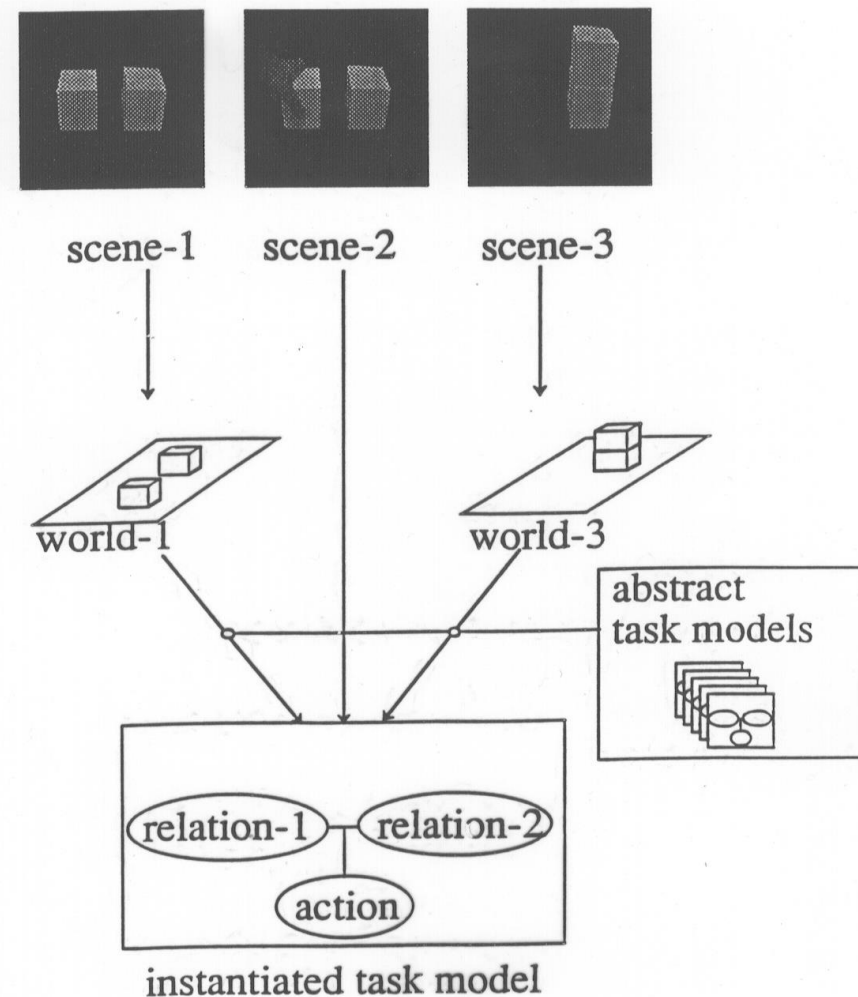 scene-1
scene-2
scene-3
world-1
world-3
abstract
task models
relation-1
relation-2
action
instantiated task model